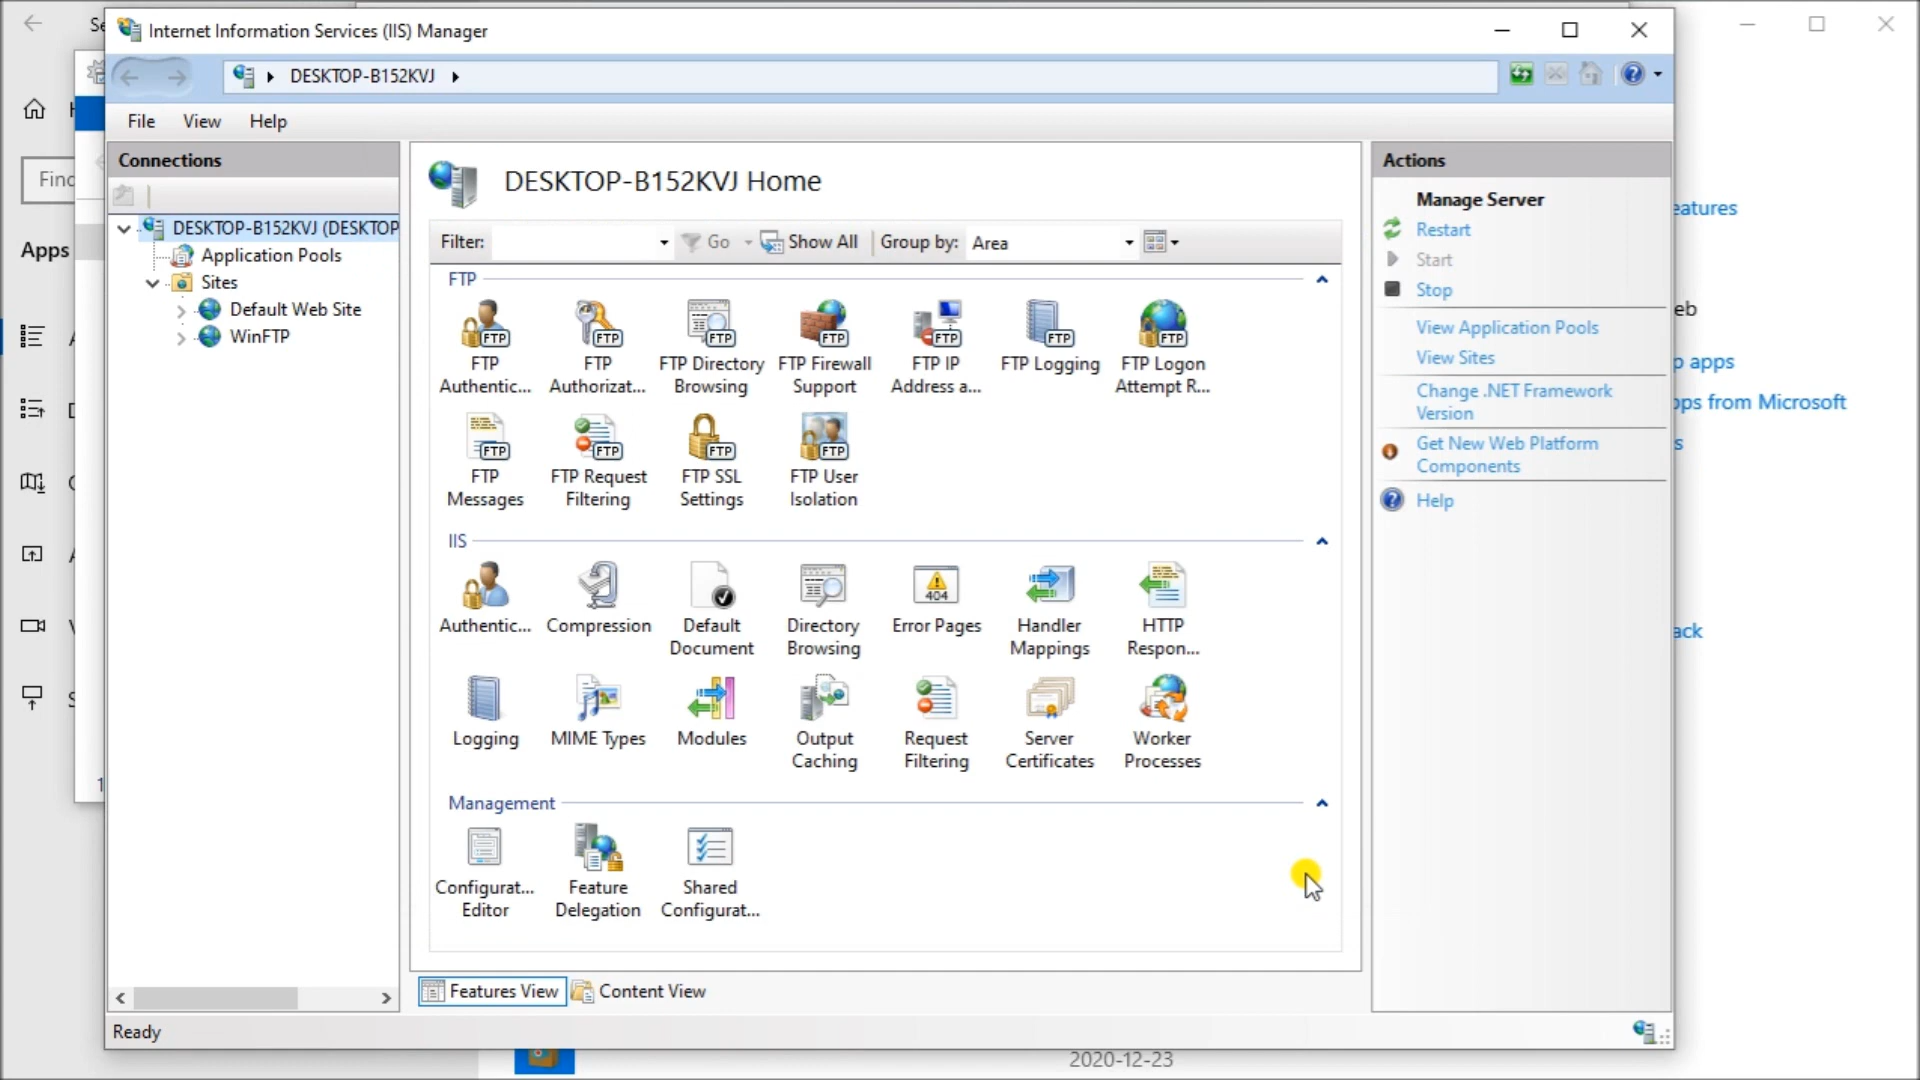 Se
Internet Information Services (IIS) Manager
DESKTOP-B152KVJ
File View Help
Connections
DESKTOP-B152KVJ (DESKTOP
Application Pools
Sites
Default Web Site
WinFTP
Find
Apps
DESKTOP-B152KVJ Home
Filter: Go Show All Group by: Area
FTP
FTP Authentic...
FTP Authorizat...
FTP Directory Browsing
FTP Firewall Support
FTP IP Address a...
FTP Logging
FTP Logon Attempt R...
FTP Messages
FTP Request Filtering
FTP SSL Settings
FTP User Isolation
IIS
Authentic...
Compression
Default Document
Directory Browsing
Error Pages
404
Handler Mappings
HTTP Respon...
Logging
MIME Types
Modules
Output Caching
Request Filtering
Server Certificates
Worker Processes
Management
Configurat... Editor
Feature Delegation
Shared Configurat...
Features View Content View
Ready
Actions
Manage Server
Restart
Start
Stop
View Application Pools
View Sites
Change .NET Framework
Version
Get New Web Platform
Components
Help
eatures
eb
p apps
ps from Microsoft
s
ack
2020-12-23